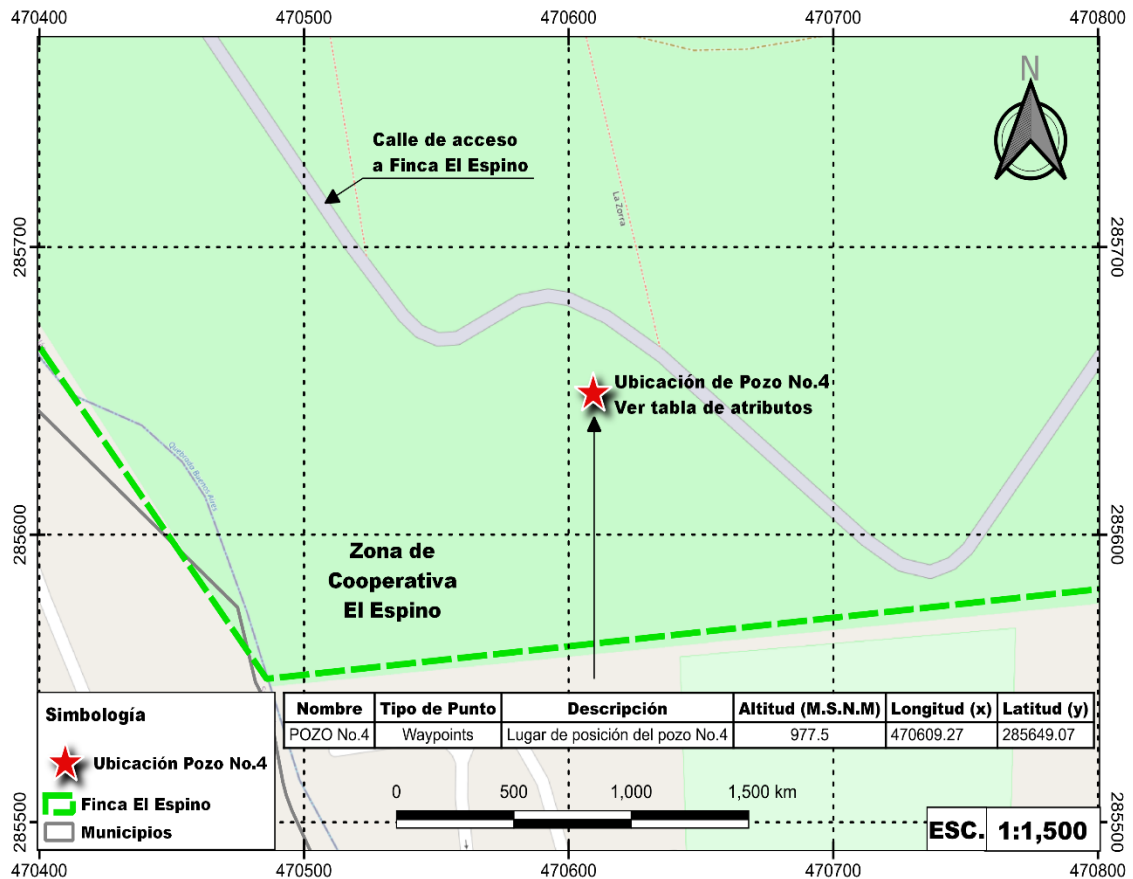 470400 470500 470600 470700 470800
N
Calle de acceso
a Finca El Espino
La Zorra
285700 285700
Ubicación de Pozo No.4
Ver tabla de atributos
Quebrada Buenos Aires
285600 285600
Zona de
Cooperativa
El Espino
Nombre Tipo de Punto Descripción Altitud (M.S.N.M) Longitud (x) Latitud (y)
POZO No.4 Waypoints Lugar de posición del pozo No.4 977.5 470609.27 285649.07
Simbología
Ubicación Pozo No.4
Finca El Espino
Municipios
0 500 1,000 1,500 km
ESC. 1:1,500
285500 285500
470400 470500 470600 470700 470800